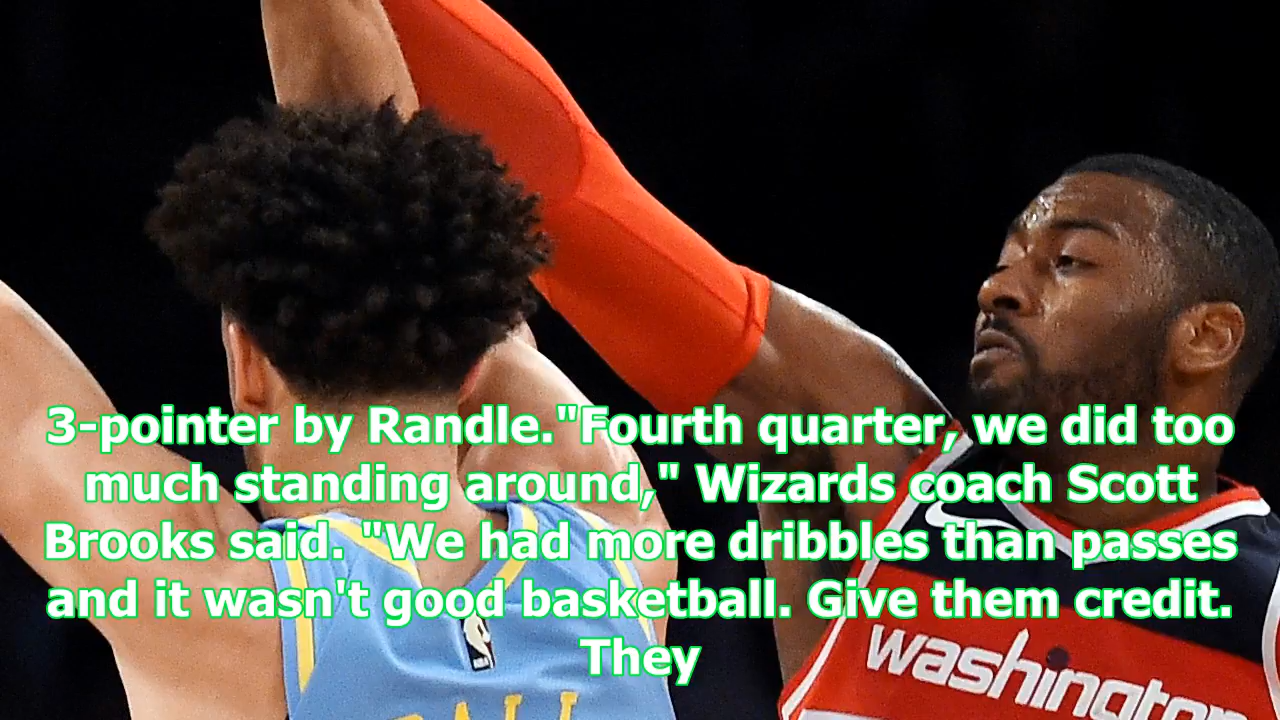 3-pointer by Randle."Fourth quarter, we did too
much standing around," Wizards coach Scott
Brooks said. "We had more dribbles than passes
and it wasn't good basketball. Give them credit.
They
washington
NBA